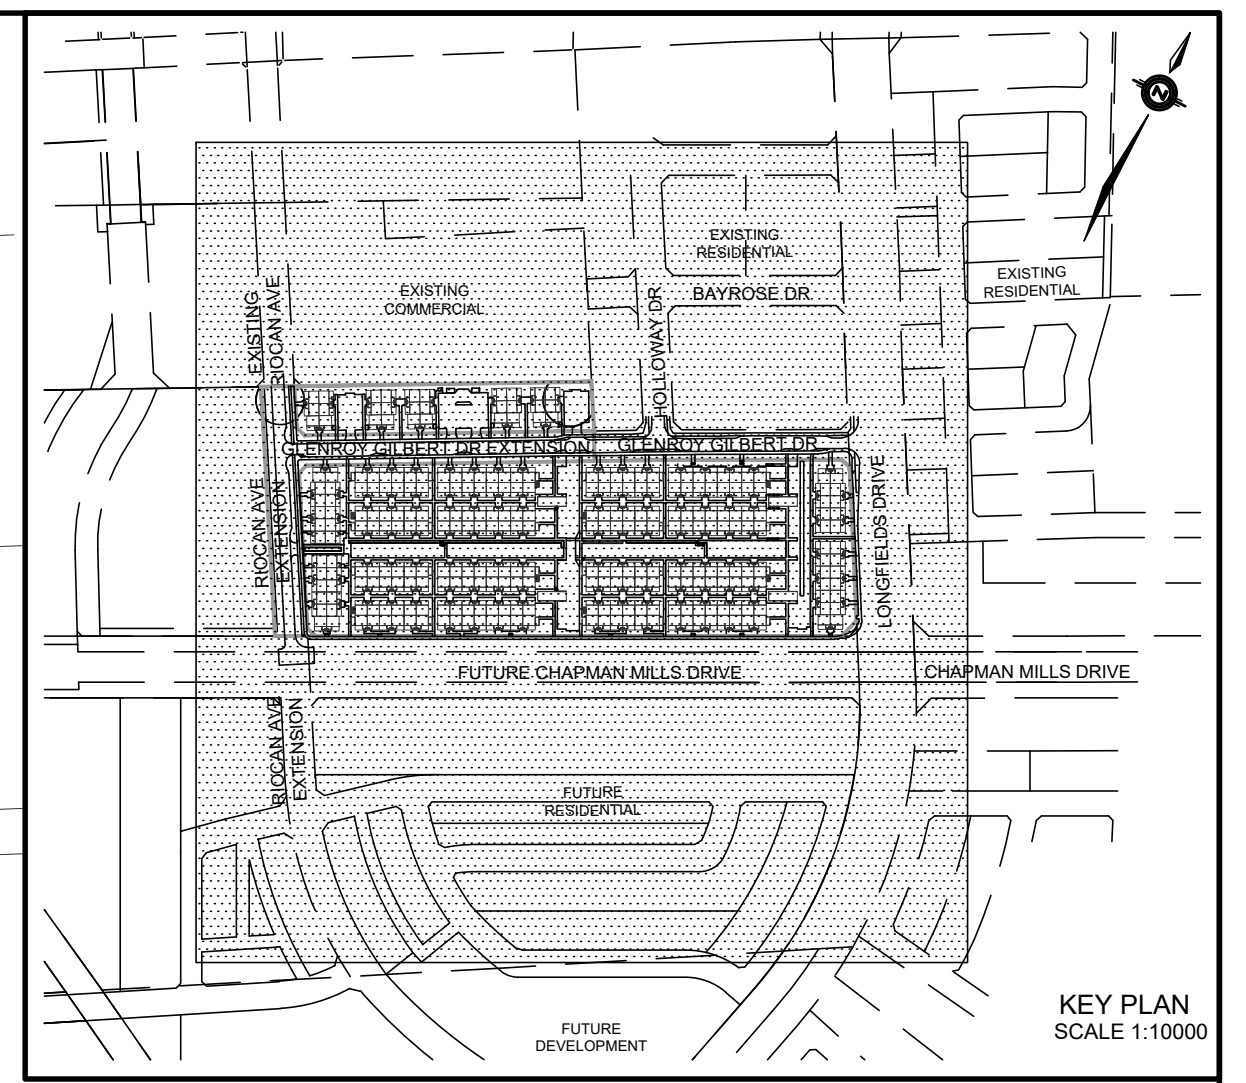 N
EXISTING
RESIDENTIAL
EXISTING
RESIDENTIAL
EXISTING
COMMERCIAL
BAYROSE DR
EXISTING
RIOCAN AVE
HOLLOWAY DR
GLENROY GILBERT DR EXTENSION
GLENROY GILBERT DR
RIOCAN AVE
EXTENSION
LONGFIELDS DRIVE
FUTURE CHAPMAN MILLS DRIVE
CHAPMAN MILLS DRIVE
RIOCAN AVE
EXTENSION
FUTURE
RESIDENTIAL
KEY PLAN
SCALE 1:10000
FUTURE
DEVELOPMENT